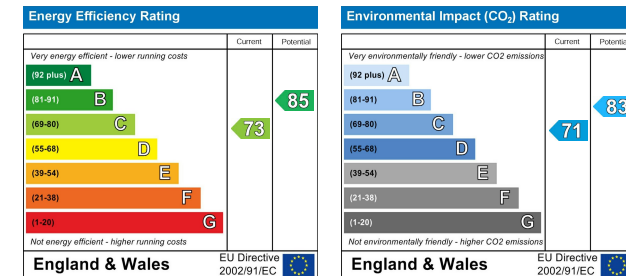 Energy Efficiency Rating
Current Potential
Very energy efficient - lower running costs
(92 plus) A
(81-91) B
85
(69-80) C
73
(55-68) D
(39-54) E
(21-38) F
(1-20) G
Not energy efficient - higher running costs
England & Wales
EU Directive
2002/91/EC
Environmental Impact (CO₂) Rating
Current Potential
Very environmentally friendly - lower CO2 emissions
(92 plus) A
(81-91) B
83
(69-80) C
71
(55-68) D
(39-54) E
(21-38) F
(1-20) G
Not environmentally friendly - higher CO2 emissions
England & Wales
EU Directive
2002/91/EC